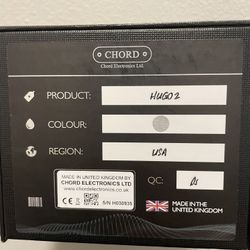 CHORD
Chord Electronics Ltd.
PRODUCT: HUGO 2
COLOUR:
REGION: USA
MADE IN UNITED KINGDOM BY
CHORD ELECTRONICS LTD
www.chordelectronics.co.uk
S/N H030935
QC:
MADE IN THE
UNITED KINGDOM